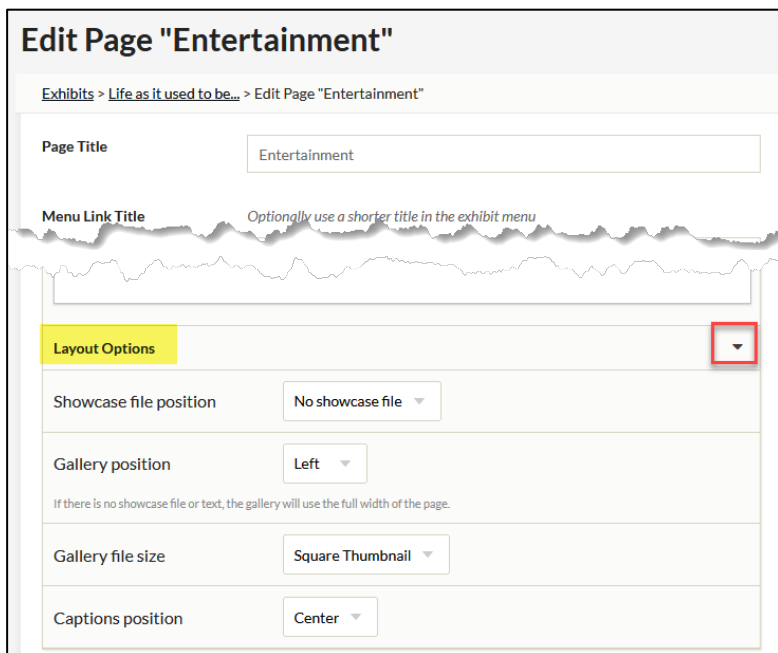 Edit Page "Entertainment"
Exhibits > Life as it used to be... > Edit Page "Entertainment"
Page Title
Entertainment
Menu Link Title
Optionally use a shorter title in the exhibit menu
Layout Options
Showcase file position
No showcase file
Gallery position
Left
If there is no showcase file or text, the gallery will use the full width of the page.
Gallery file size
Square Thumbnail
Captions position
Center